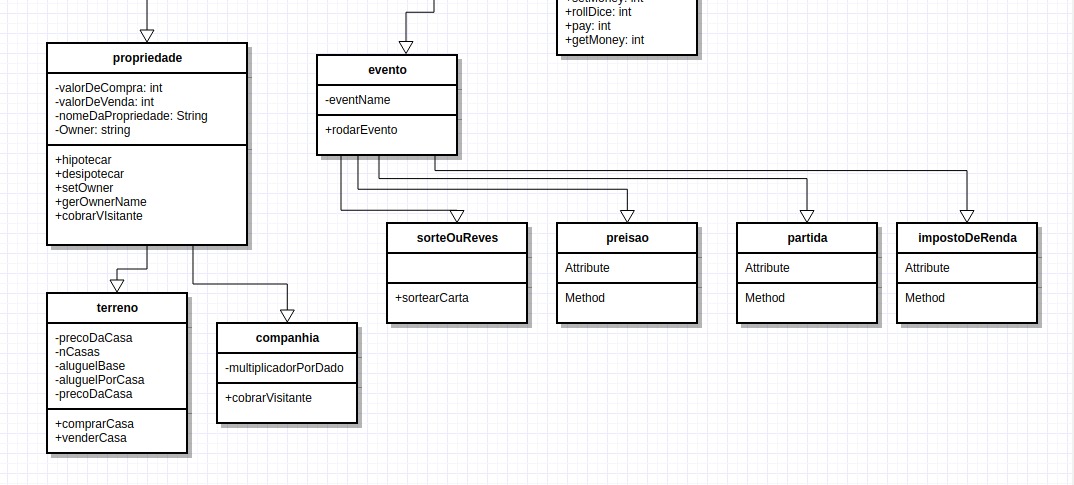 +setMoney: int
+rollDice: int
+pay: int
+getMoney: int
propriedade
-valorDeCompra: int
-valorDeVenda: int
-nomeDaPropriedade: String
-Owner: string
+hipotecar
+desipotecar
+setOwner
+gerOwnerName
+cobrarVIsitante
evento
-eventName
+rodarEvento
sorteOuReves
+sortearCarta
preisao
Attribute
Method
partida
Attribute
Method
impostoDeRenda
Attribute
Method
terreno
-precoDaCasa
-nCasas
-aluguelBase
-aluguelPorCasa
-precoDaCasa
+comprarCasa
+venderCasa
companhia
-multiplicadorPorDado
+cobrarVisitante